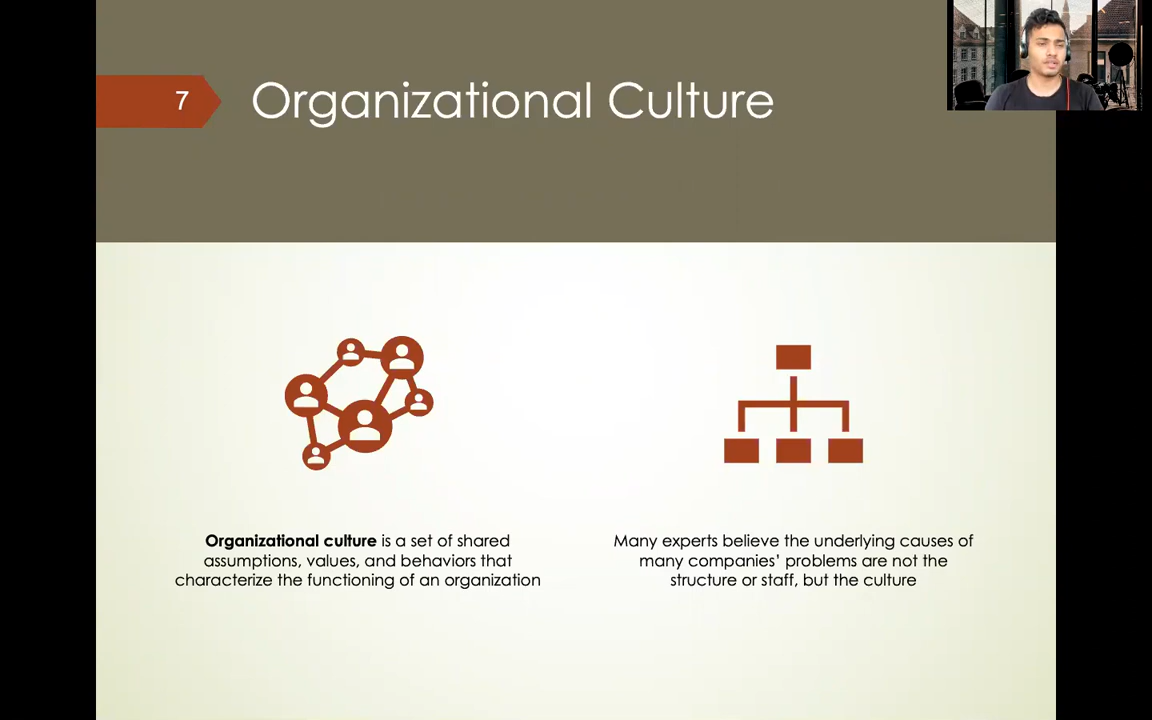 7
Organizational Culture
Organizational culture is a set of shared
assumptions, values, and behaviors that
characterize the functioning of an organization
Many experts believe the underlying causes of
many companies’ problems are not the
structure or staff, but the culture